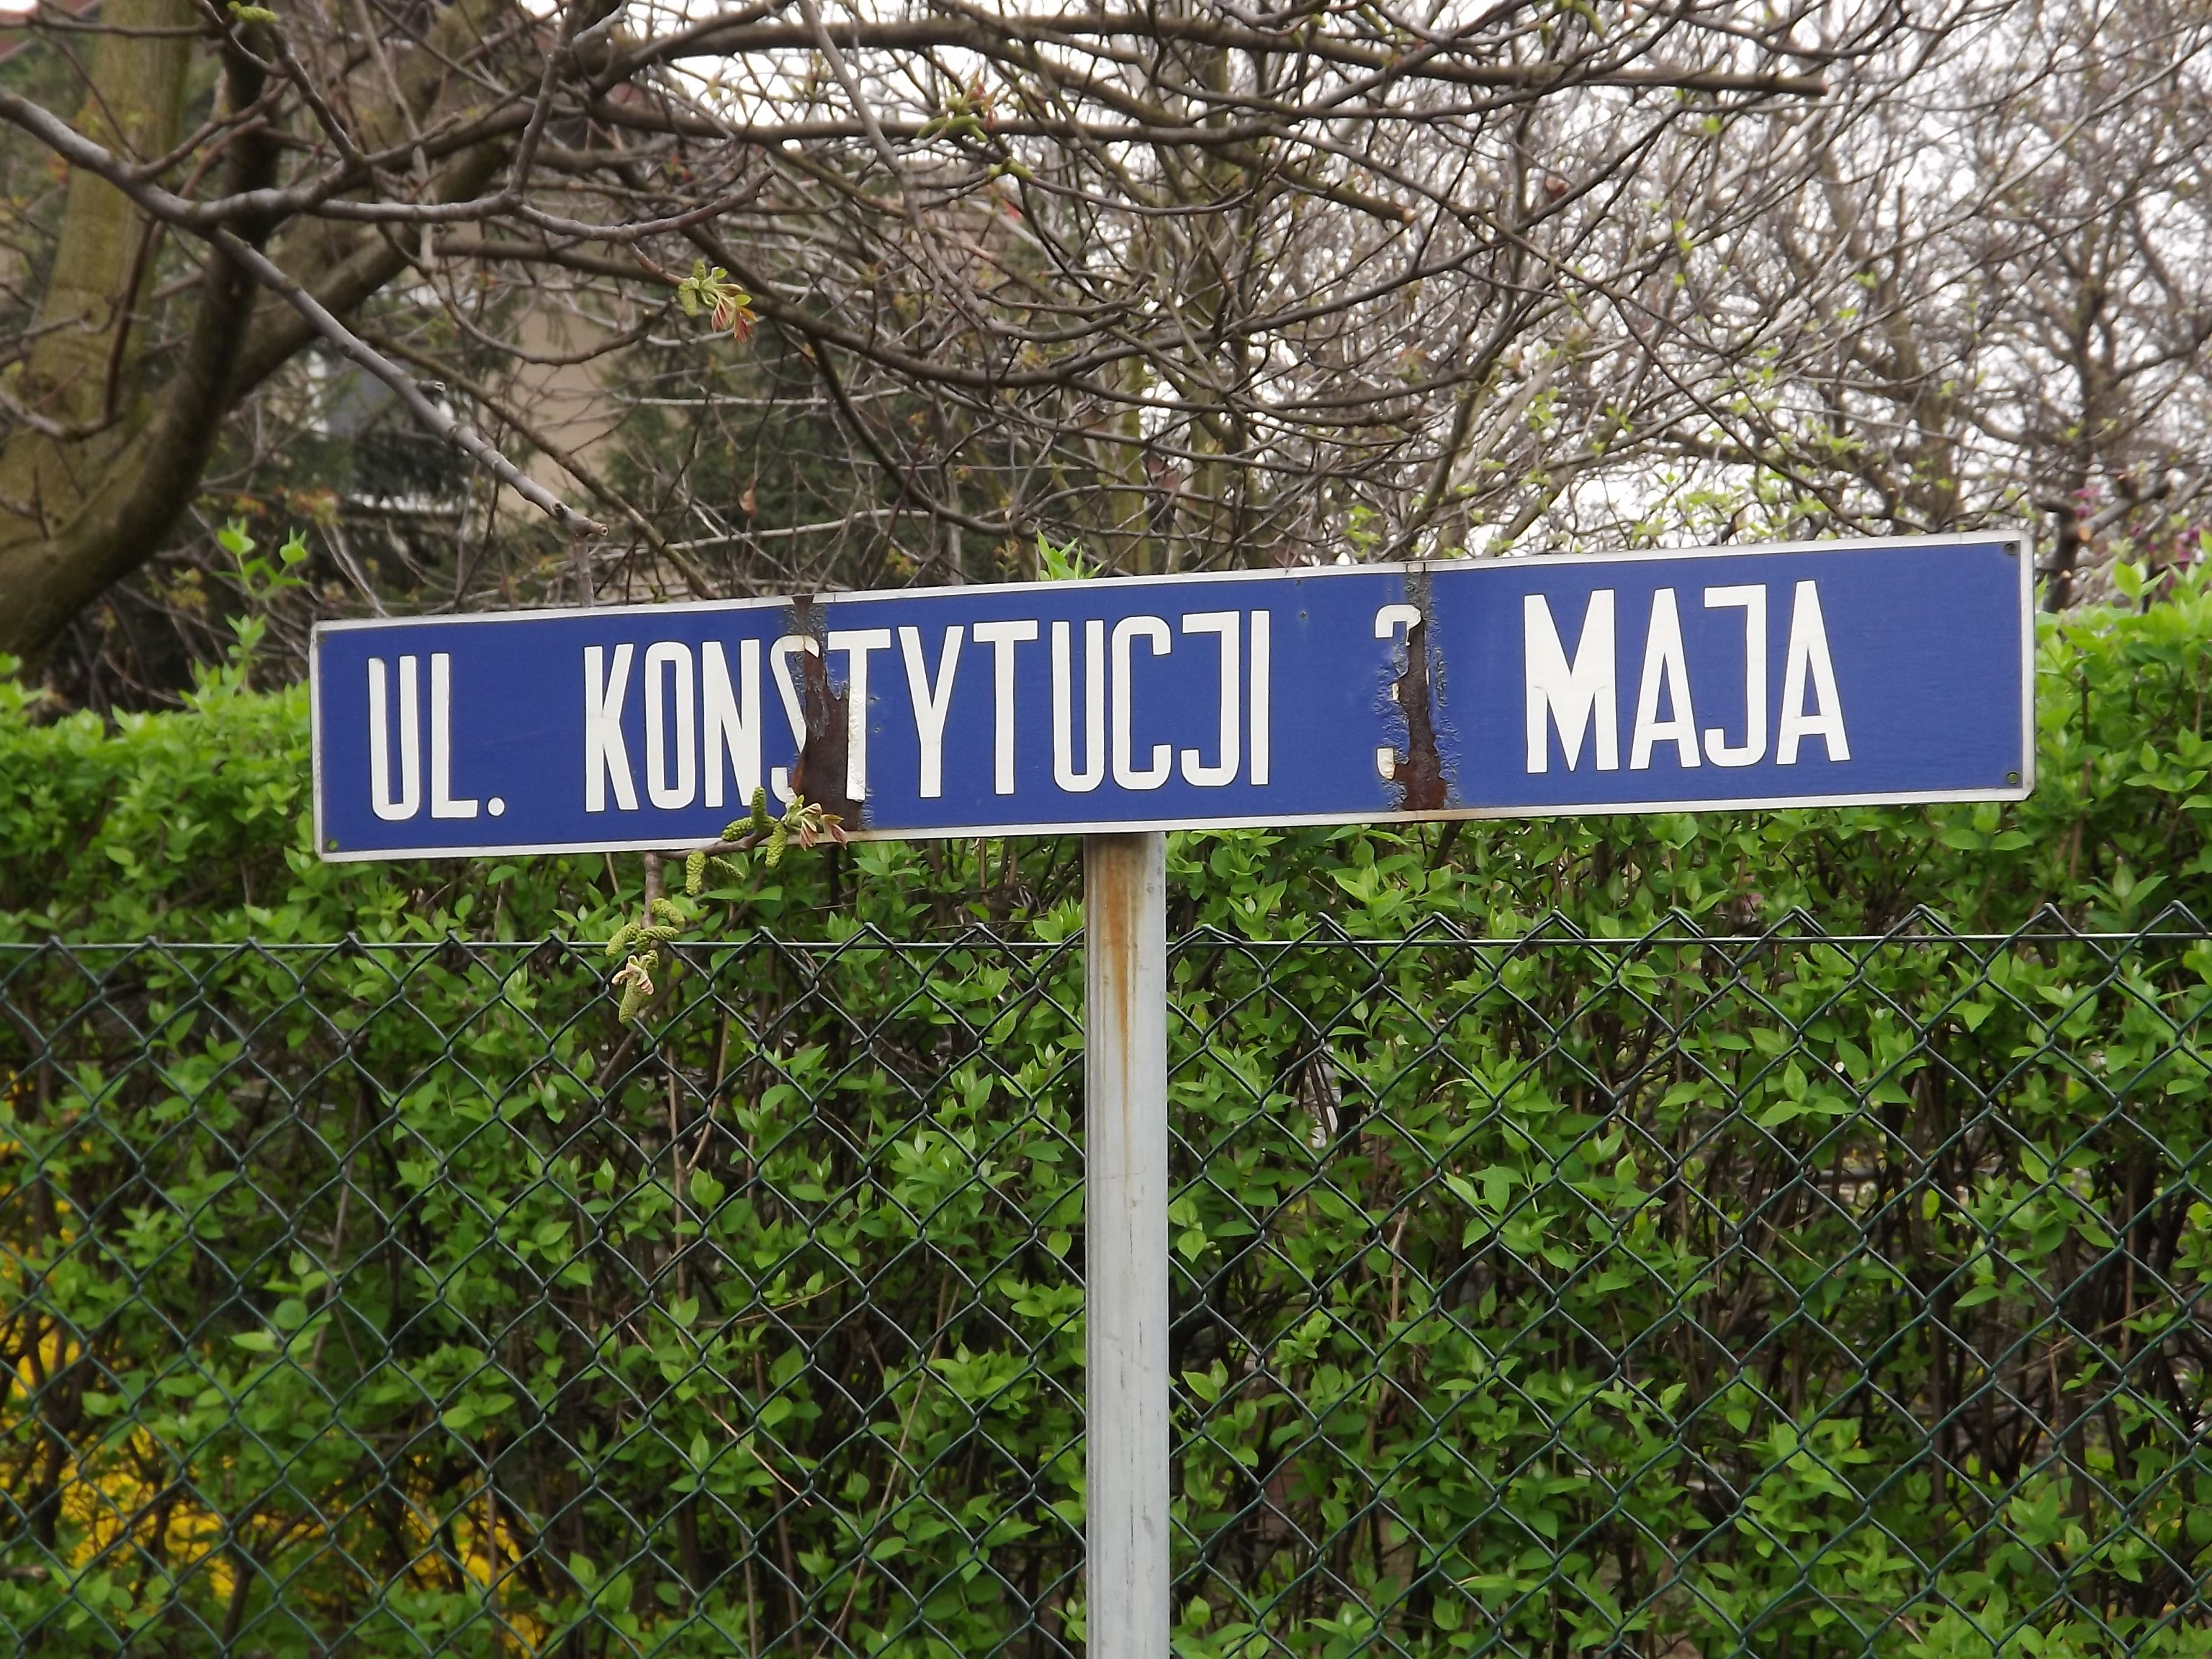 UL. KONSTYTUCJI 3 MAJA